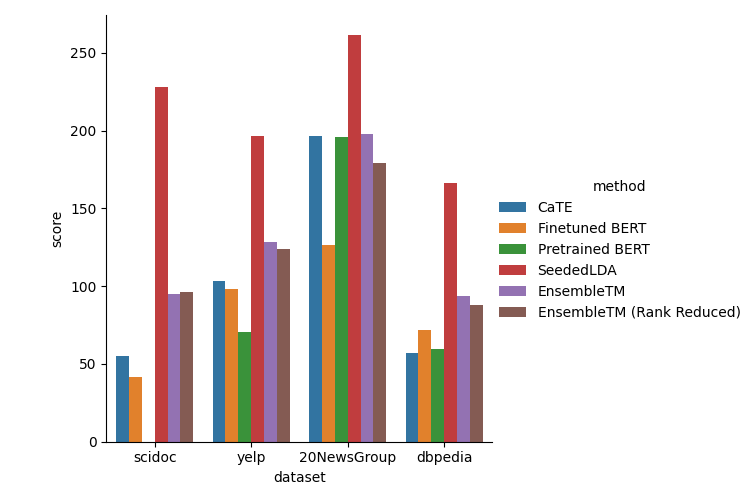 250
200
150
100
50
0
score
scidoc
yelp
20NewsGroup
dbpedia
dataset
method
CaTE
Finetuned BERT
Pretrained BERT
SeededLDA
EnsembleTM
EnsembleTM (Rank Reduced)